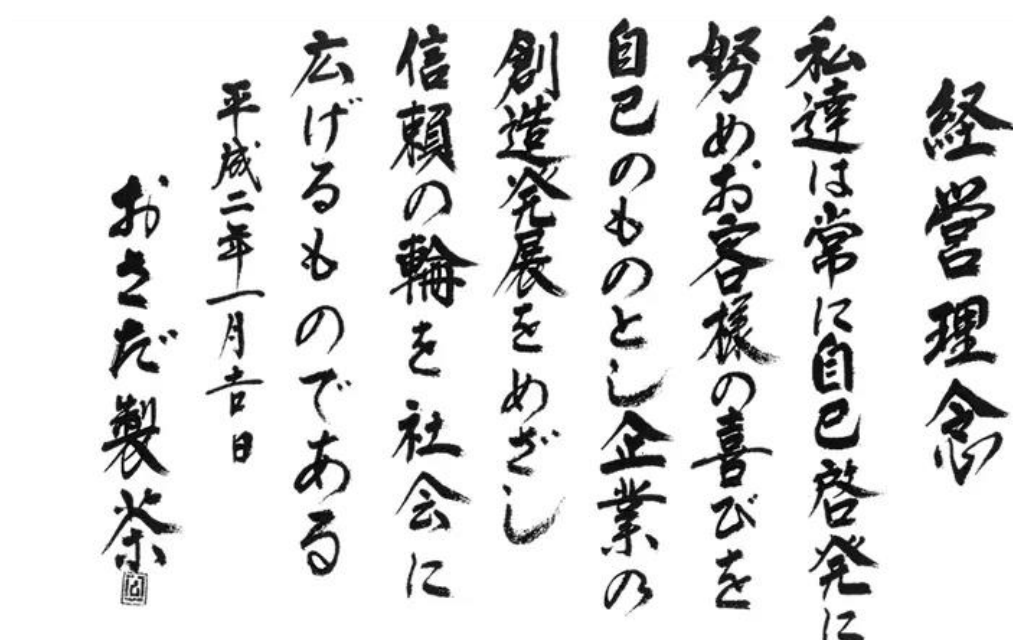 経営理念
私達は常に自己啓発に
努めお客様の喜びを
自己のものとし企業の
創造発展をめざし
信頼の輪を社会に
広げるものである
平成二年一月吉日
おさだ製茶